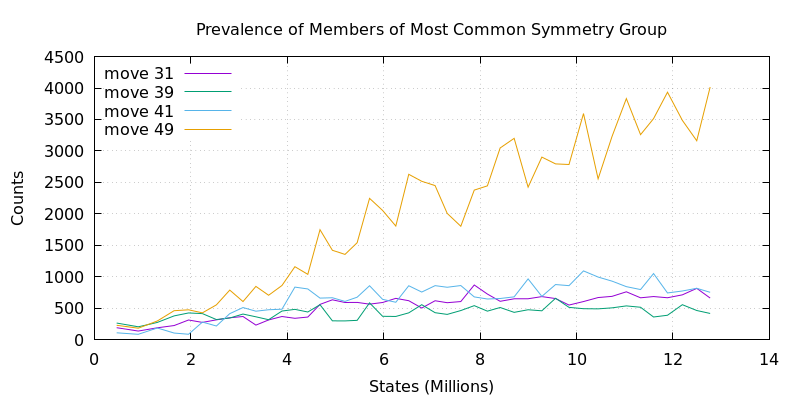 Prevalence of Members of Most Common Symmetry Group
4500
4000
3500
3000
2500
2000
1500
1000
500
0
Counts
move 31
move 39
move 41
move 49
0 2 4 6 8 10 12 14
States (Millions)